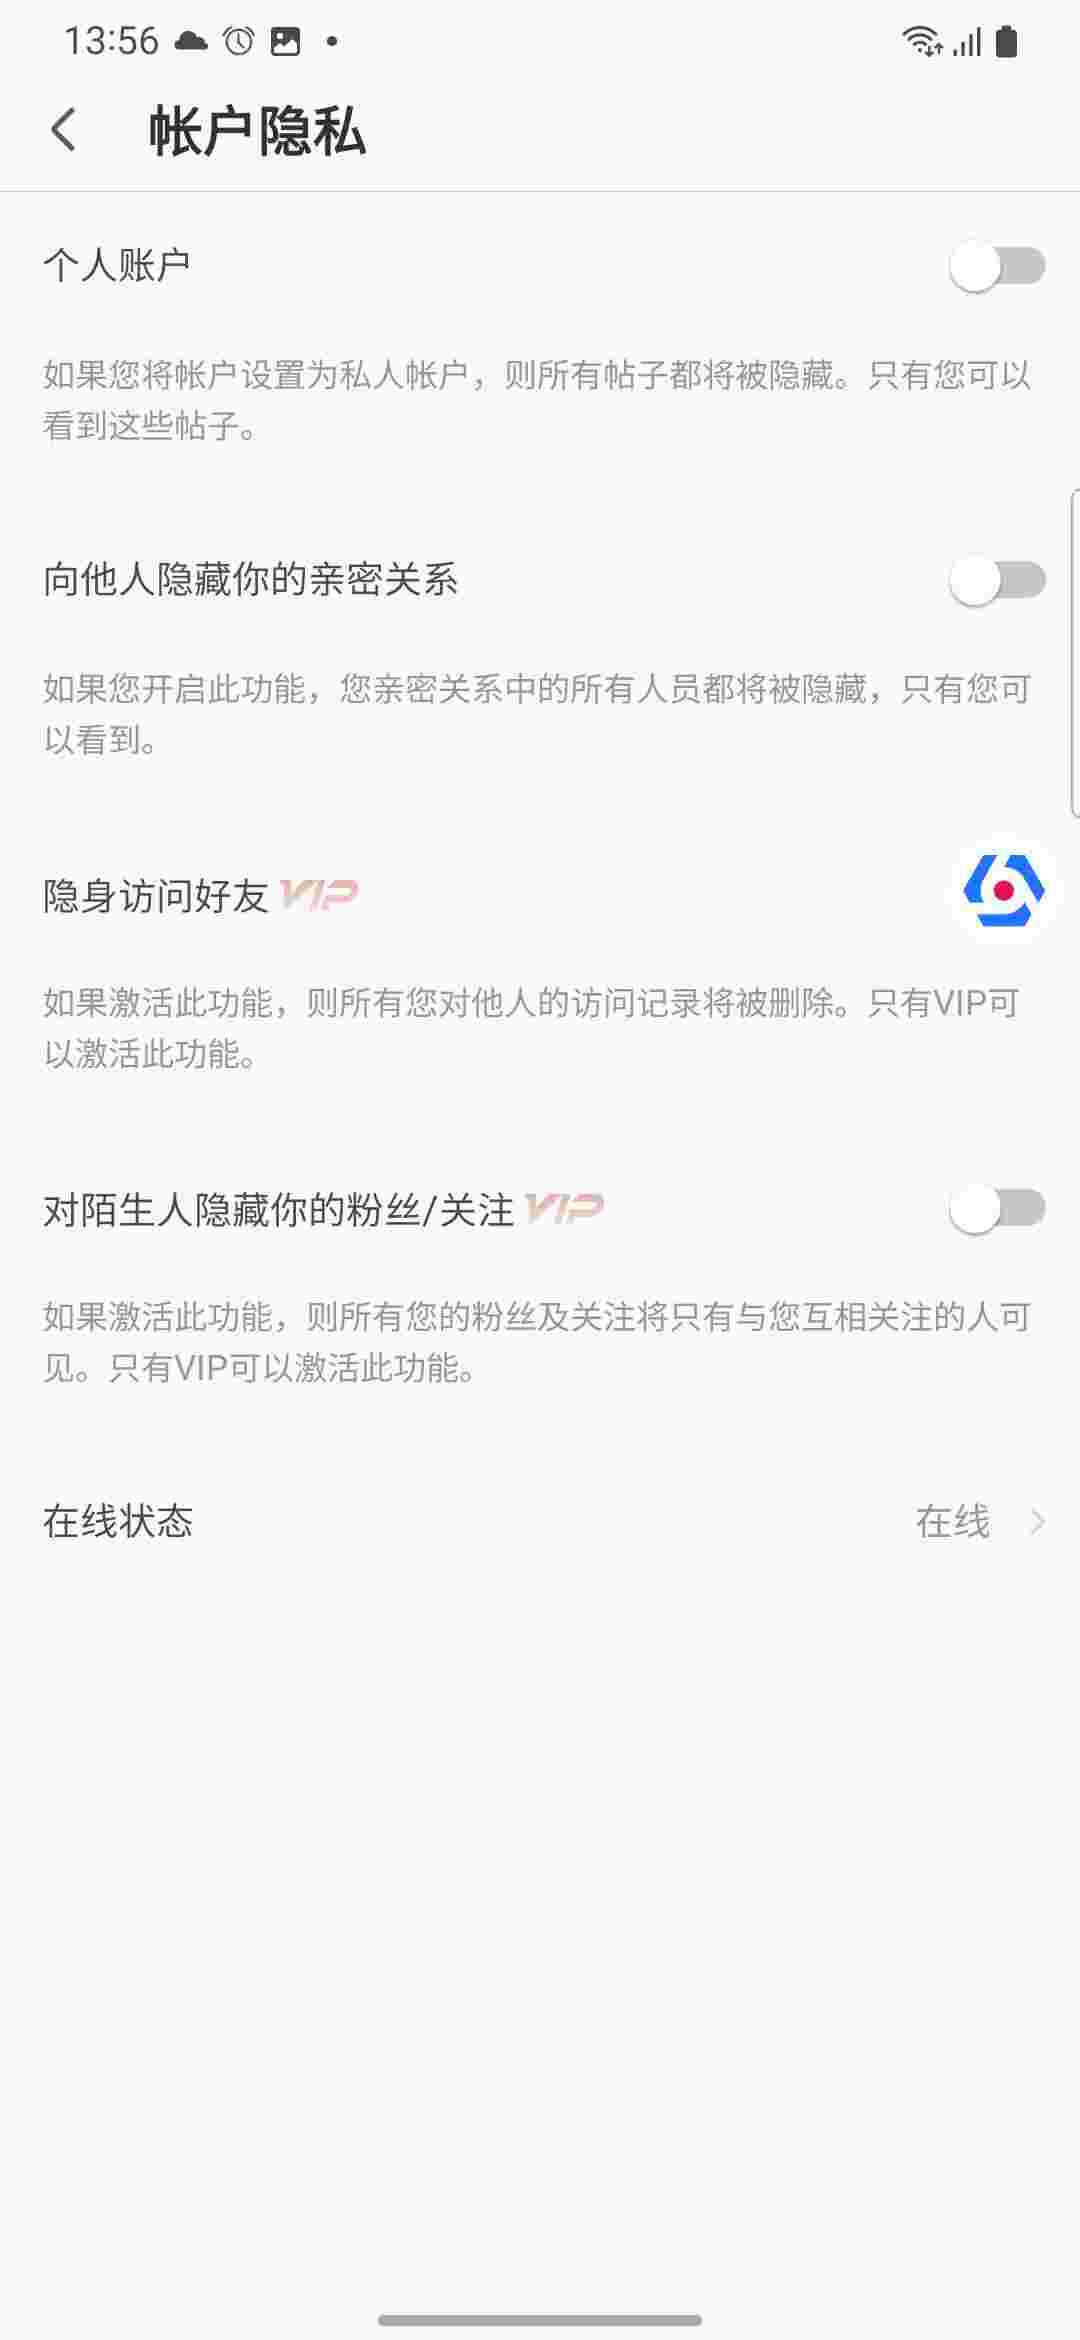 13:56
帐户隐私
个人账户
如果您将帐户设置为私人帐户，则所有帖子都将被隐藏。只有您可以
看到这些帖子。
向他人隐藏你的亲密关系
如果您开启此功能，您亲密关系中的所有人员都将被隐藏，只有您可
以看到。
隐身访问好友 VIP
如果激活此功能，则所有您对他人的访问记录将被删除。只有VIP可
以激活此功能。
对陌生人隐藏你的粉丝/关注 VIP
如果激活此功能，则所有您的粉丝及关注将只有与您互相关注的人可
见。只有VIP可以激活此功能。
在线状态 在线